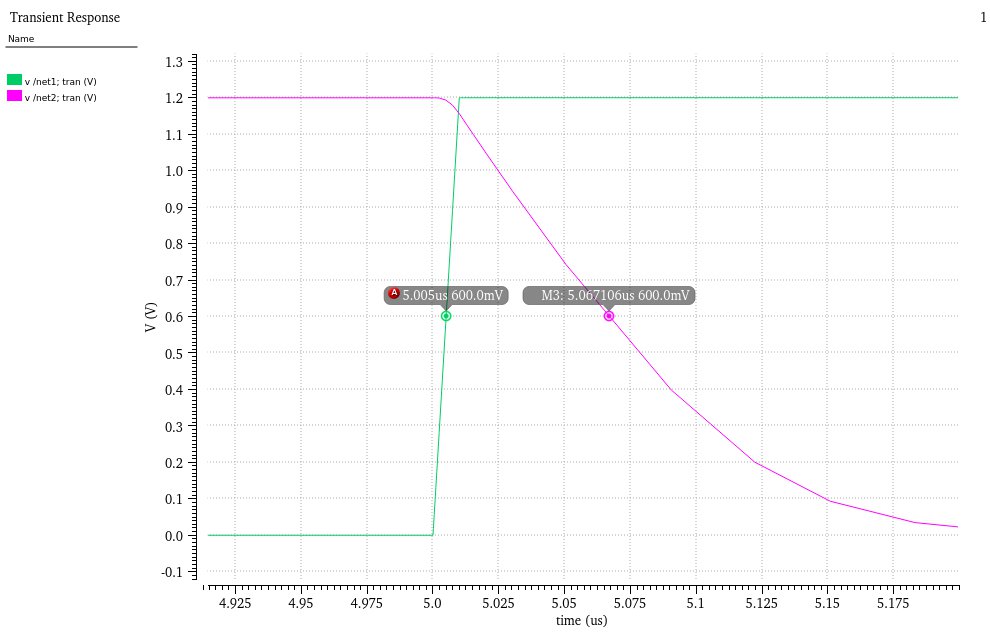 Transient Response
1
Name
v /net1; tran (V)
v /net2; tran (V)
1.3
1.2
1.1
1.0
0.9
0.8
0.7
0.6
0.5
0.4
0.3
0.2
0.1
0.0
-0.1
V (V)
A 5.005us 600.0mV
M3: 5.067106us 600.0mV
4.925 4.95 4.975 5.0 5.025 5.05 5.075 5.1 5.125 5.15 5.175
time (us)